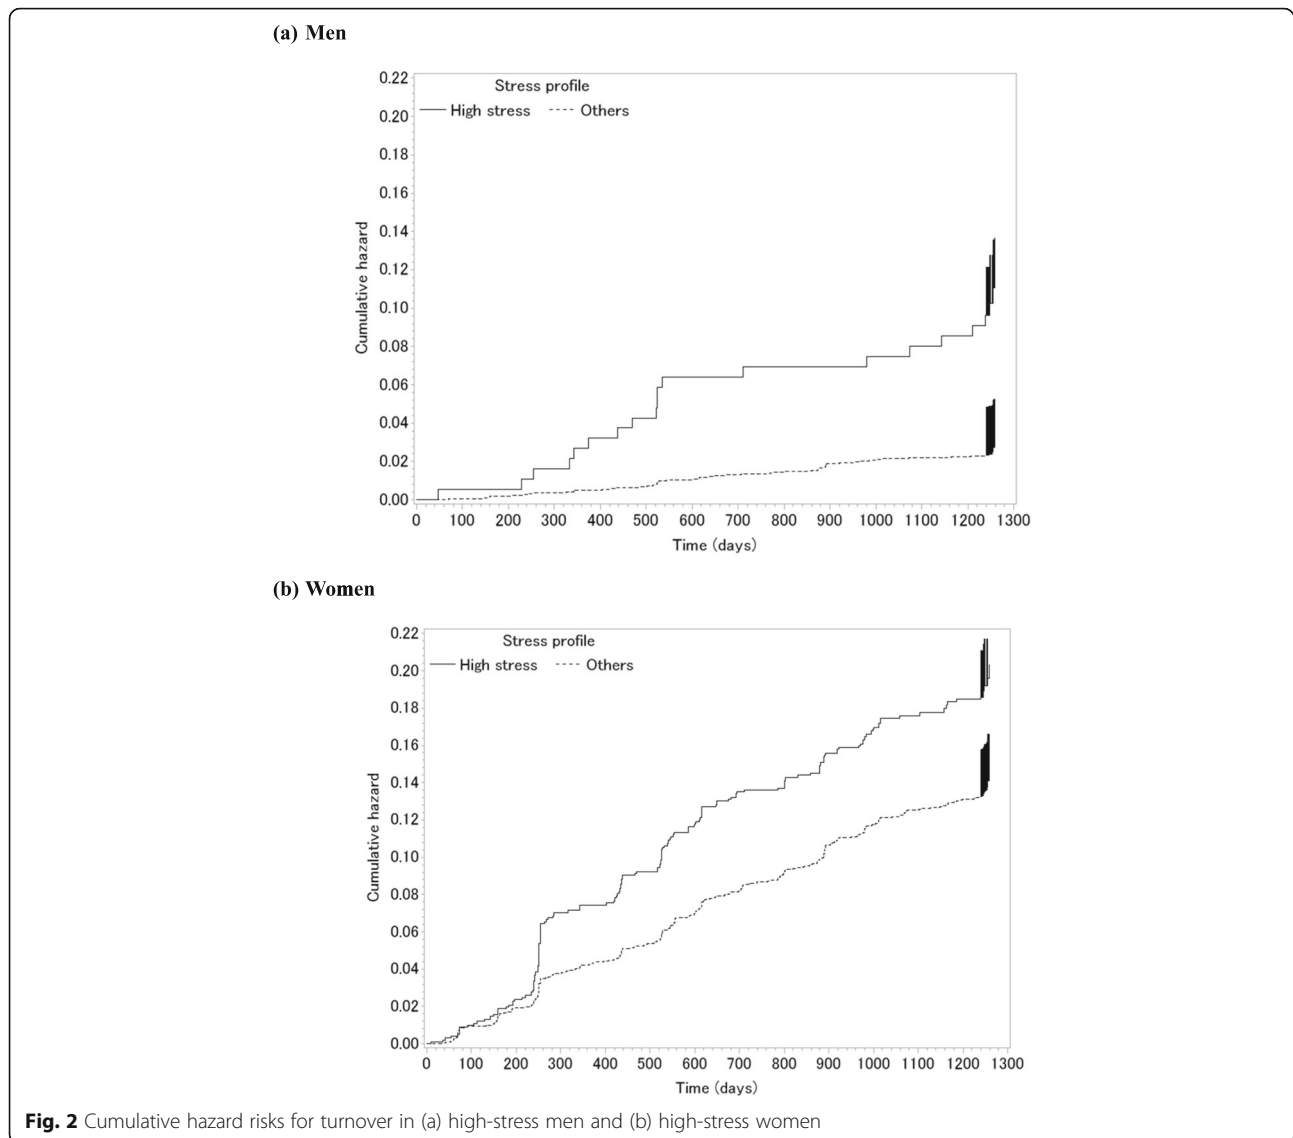 (a) Men
Stress profile
High stress Others
0.22
0.20
0.18
0.16
0.14
0.12
0.10
0.08
0.06
0.04
0.02
0.00
Cumulative hazard
0 100 200 300 400 500 600 700 800 900 1000 1100 1200 1300
Time (days)
(b) Women
Stress profile
High stress Others
0.22
0.20
0.18
0.16
0.14
0.12
0.10
0.08
0.06
0.04
0.02
0.00
Cumulative hazard
0 100 200 300 400 500 600 700 800 900 1000 1100 1200 1300
Time (days)
Fig. 2 Cumulative hazard risks for turnover in (a) high-stress men and (b) high-stress women